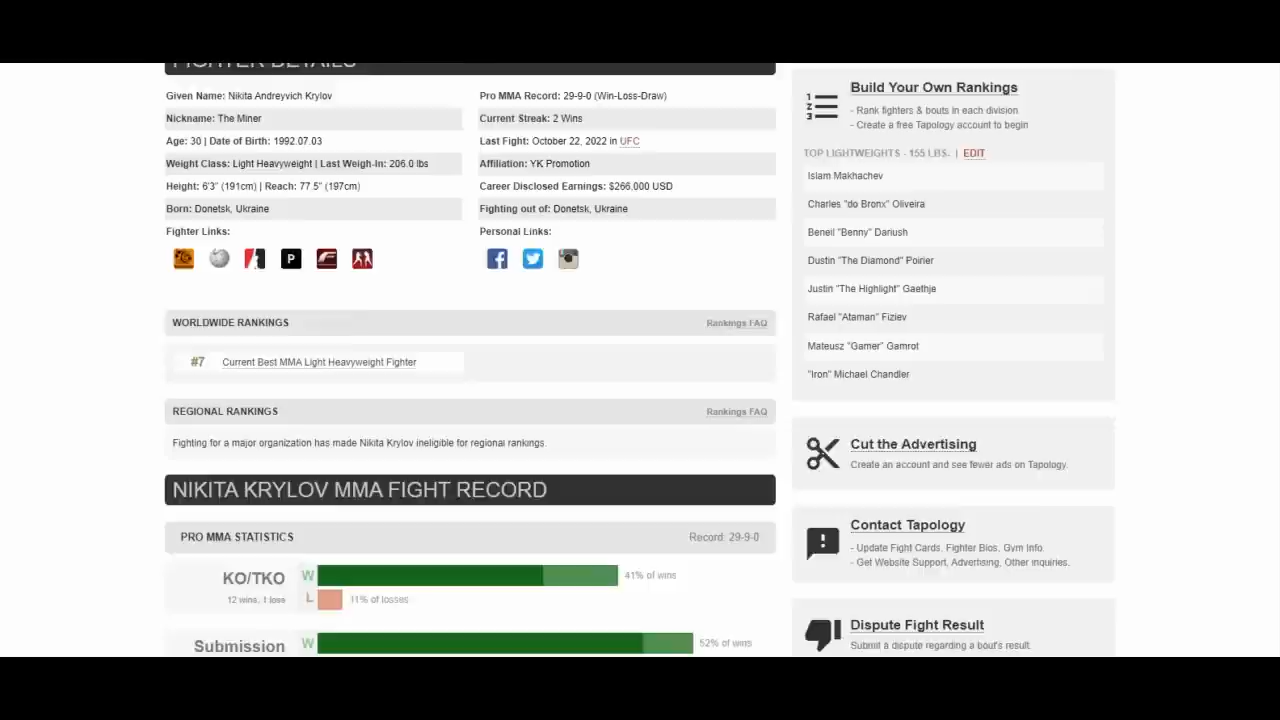 FIGHTER DETAILS
Given Name: Nikita Andreyvich Krylov
Nickname: The Miner
Age: 30 | Date of Birth: 1992.07.03
Weight Class: Light Heavyweight | Last Weigh-In: 206.0 lbs
Height: 6'3" (191cm) | Reach: 77.5" (197cm)
Born: Donetsk, Ukraine
Fighter Links:
P
Pro MMA Record: 29-9-0 (Win-Loss-Draw)
Current Streak: 2 Wins
Last Fight: October 22, 2022 in UFC
Affiliation: YK Promotion
Career Disclosed Earnings: $266,000 USD
Fighting out of: Donetsk, Ukraine
Personal Links:
WORLDWIDE RANKINGS
Rankings FAQ
#7 Current Best MMA Light Heavyweight Fighter
REGIONAL RANKINGS
Rankings FAQ
Fighting for a major organization has made Nikita Krylov ineligible for regional rankings.
NIKITA KRYLOV MMA FIGHT RECORD
PRO MMA STATISTICS
Record: 29-9-0
KO/TKO
12 wins, 1 loss
W 41% of wins
L 11% of losses
Submission
W 52% of wins
1
2
3
Build Your Own Rankings
- Rank fighters & bouts in each division
- Create a free Tapology account to begin
TOP LIGHTWEIGHTS - 155 LBS. | EDIT
Islam Makhachev
Charles "do Bronx" Oliveira
Beneil "Benny" Dariush
Dustin "The Diamond" Poirier
Justin "The Highlight" Gaethje
Rafael "Ataman" Fiziev
Mateusz "Gamer" Gamrot
"Iron" Michael Chandler
Cut the Advertising
Create an account and see fewer ads on Tapology.
Contact Tapology
- Update Fight Cards, Fighter Bios, Gym Info.
- Get Website Support, Advertising, Other Inquiries.
Dispute Fight Result
Submit a dispute regarding a bout's result.